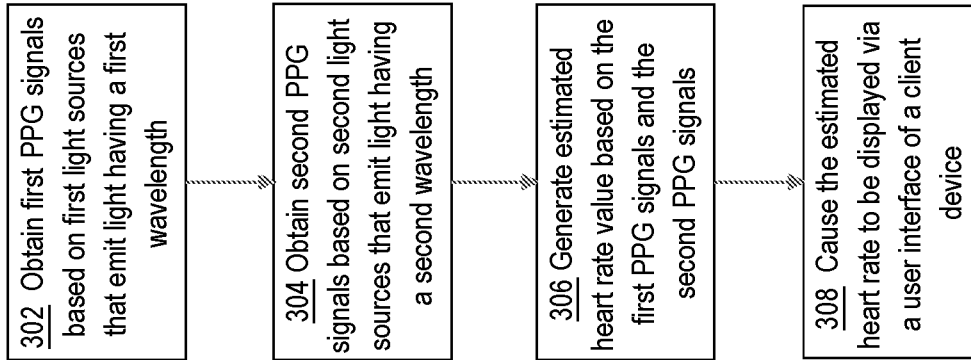 302 Obtain first PPG signals
based on first light sources
that emit light having a first
wavelength
304 Obtain second PPG
signals based on second light
sources that emit light having
a second wavelength
306 Generate estimated
heart rate value based on the
first PPG signals and the
second PPG signals
308 Cause the estimated
heart rate to be displayed via
a user interface of a client
device